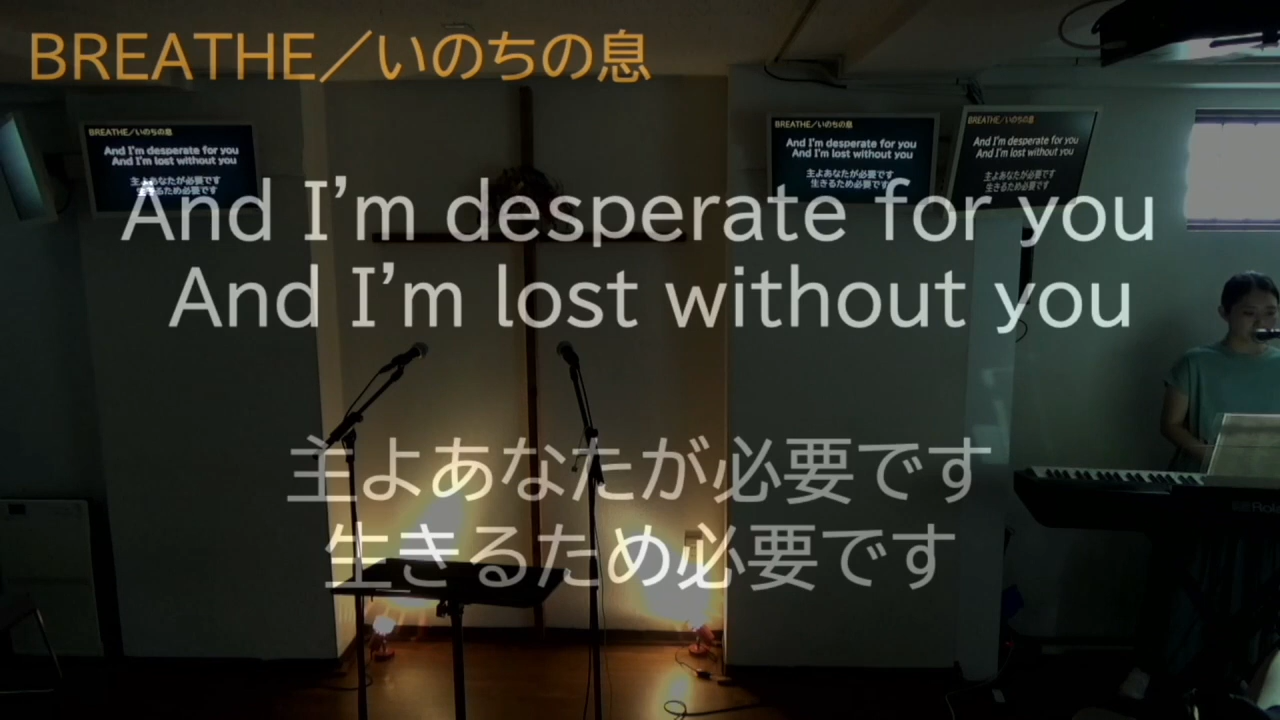 BREATHE／いのちの息
BREATHE／いのちの息
And I'm desperate for you
And I'm lost without you
主よあなたが必要です
生きるため必要です
BREATHE／いのちの息
And I'm desperate for you
And I'm lost without you
主よあなたが必要です
生きるため必要です
BREATHE／いのちの息
And I'm desperate for you
And I'm lost without you
主よあなたが必要です
生きるため必要です
And I’m desperate for you
And I’m lost without you
主よあなたが必要です
生きるため必要です
Roland